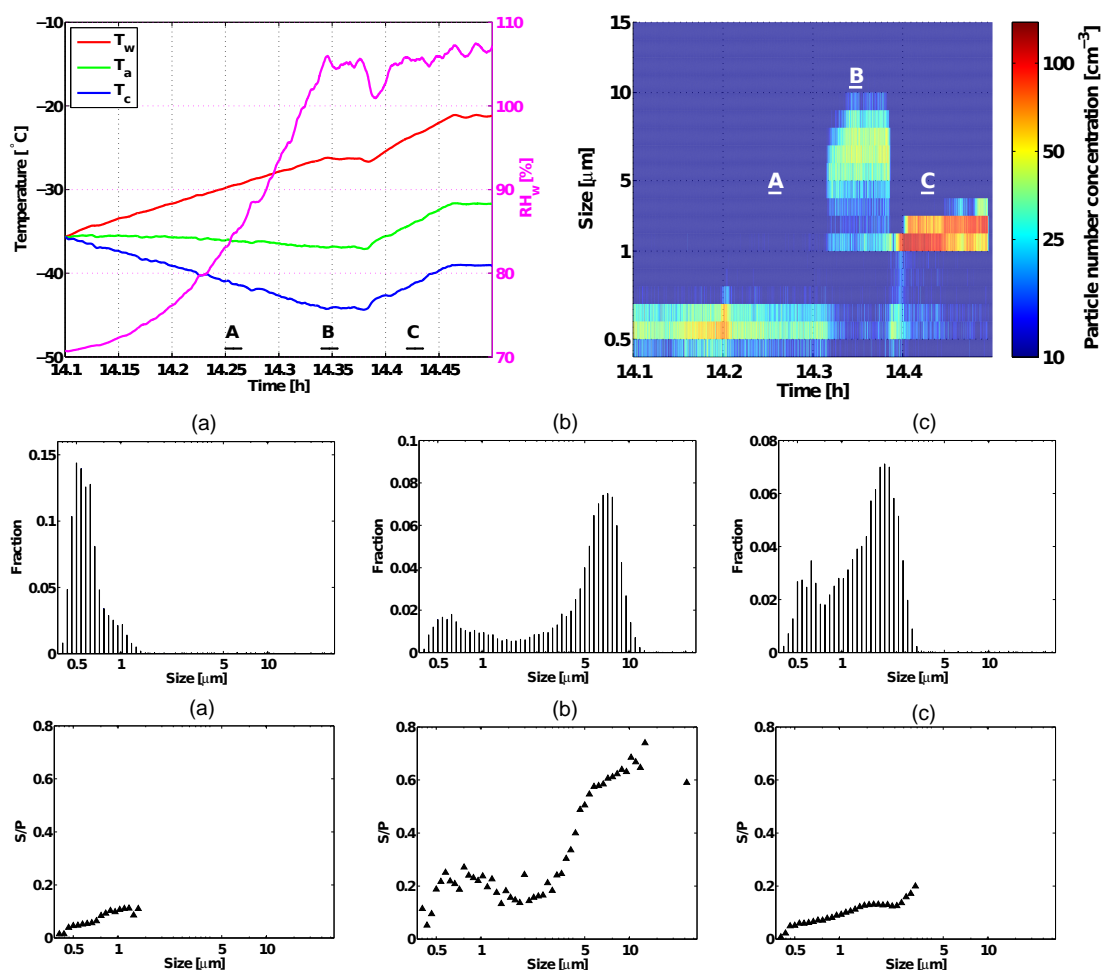 −10
−20
−30
−40
−50
Temperature [°C]
T_w
T_a
T_c
110
100
90
80
70
RH_w [%]
A
B
C
14.1
14.15
14.2
14.25
14.3
14.35
14.4
14.45
Time [h]
15
10
5
1
0.5
Size [μm]
B
A
C
14.1
14.2
14.3
14.4
Time [h]
100
50
25
10
Particle number concentration [cm⁻³]
(a)
0.15
0.1
0.05
0
Fraction
0.5
1
5
10
Size [μm]
(b)
0.1
0.08
0.06
0.04
0.02
0
Fraction
0.5
1
5
10
Size [μm]
(c)
0.08
0.06
0.04
0.02
0
Fraction
0.5
1
5
10
Size [μm]
(a)
0.8
0.6
0.4
0.2
0
S/P
0.5
1
5
10
Size [μm]
(b)
0.8
0.6
0.4
0.2
0
S/P
0.5
1
5
10
Size [μm]
(c)
0.8
0.6
0.4
0.2
0
S/P
0.5
1
5
10
Size [μm]